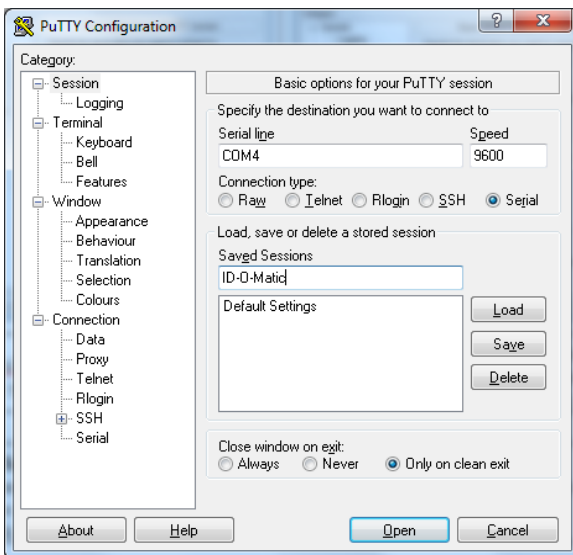 PuTTY Configuration
Category:
Session
Logging
Terminal
Keyboard
Bell
Features
Window
Appearance
Behaviour
Translation
Selection
Colours
Connection
Data
Proxy
Telnet
Rlogin
SSH
Serial
Basic options for your PuTTY session
Specify the destination you want to connect to
Serial line Speed
COM4 9600
Connection type:
Raw Telnet Rlogin SSH Serial
Load, save or delete a stored session
Saved Sessions
ID-O-Matic
Default Settings
Load
Save
Delete
Close window on exit:
Always Never Only on clean exit
About Help Open Cancel